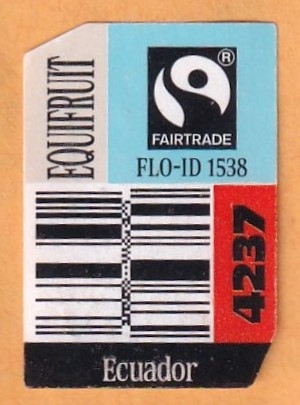 EQUIFRUIT
®
FAIRTRADE
FLO-ID 1538
4237
Ecuador